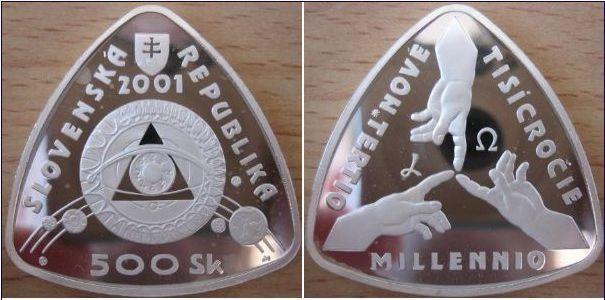 SLOVENSKÁ REPUBLIKA
2001
500 Sk
NOVÉ TISÍCROČIE
TERTIO MILLENNIO
α
Ω